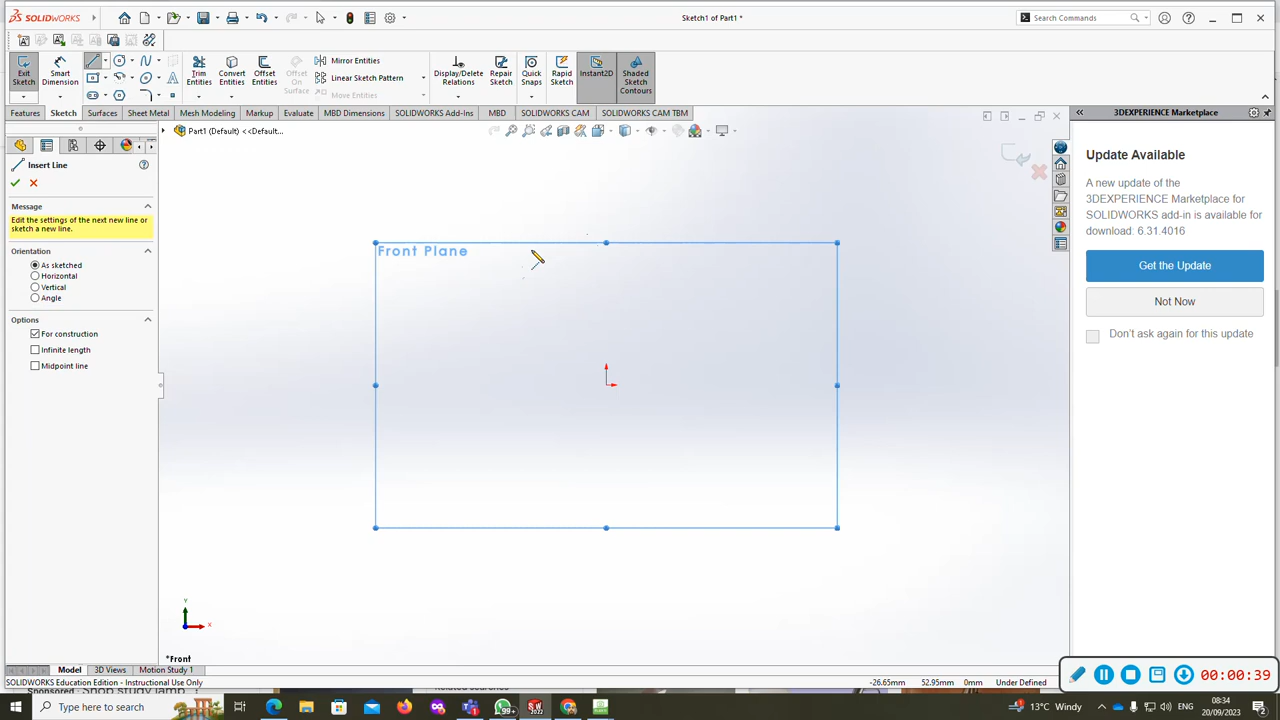 SOLIDWORKS
Sketch1 of Part1 *
Search Commands
Exit
Sketch
Smart
Dimension
Trim
Entities
Convert
Entities
Offset
Entities
Offset
On
Surface
Mirror Entities
Linear Sketch Pattern
Move Entities
Display/Delete
Relations
Repair
Sketch
Quick
Snaps
Rapid
Sketch
Instant2D
Shaded
Sketch
Contours
Features
Sketch
Surfaces
Sheet Metal
Mesh Modeling
Markup
Evaluate
MBD Dimensions
SOLIDWORKS Add-Ins
MBD
SOLIDWORKS CAM
SOLIDWORKS CAM TBM
Part1 (Default) <<Default...
3DEXPERIENCE Marketplace
Insert Line
Message
Edit the settings of the next new line or
sketch a new line.
Orientation
As sketched
Horizontal
Vertical
Angle
Options
For construction
Infinite length
Midpoint line
Front Plane
Update Available
A new update of the
3DEXPERIENCE Marketplace for
SOLIDWORKS add-in is available for
download: 6.31.4016
Get the Update
Not Now
Don't ask again for this update
Y
X
*Front
Model
3D Views
Motion Study 1
SOLIDWORKS Education Edition - Instructional Use Only
-26.65mm
52.95mm
0mm
Under Defined
00:00:39
Type here to search
99+
2022
13°C Windy
ENG
08:34
20/09/2023